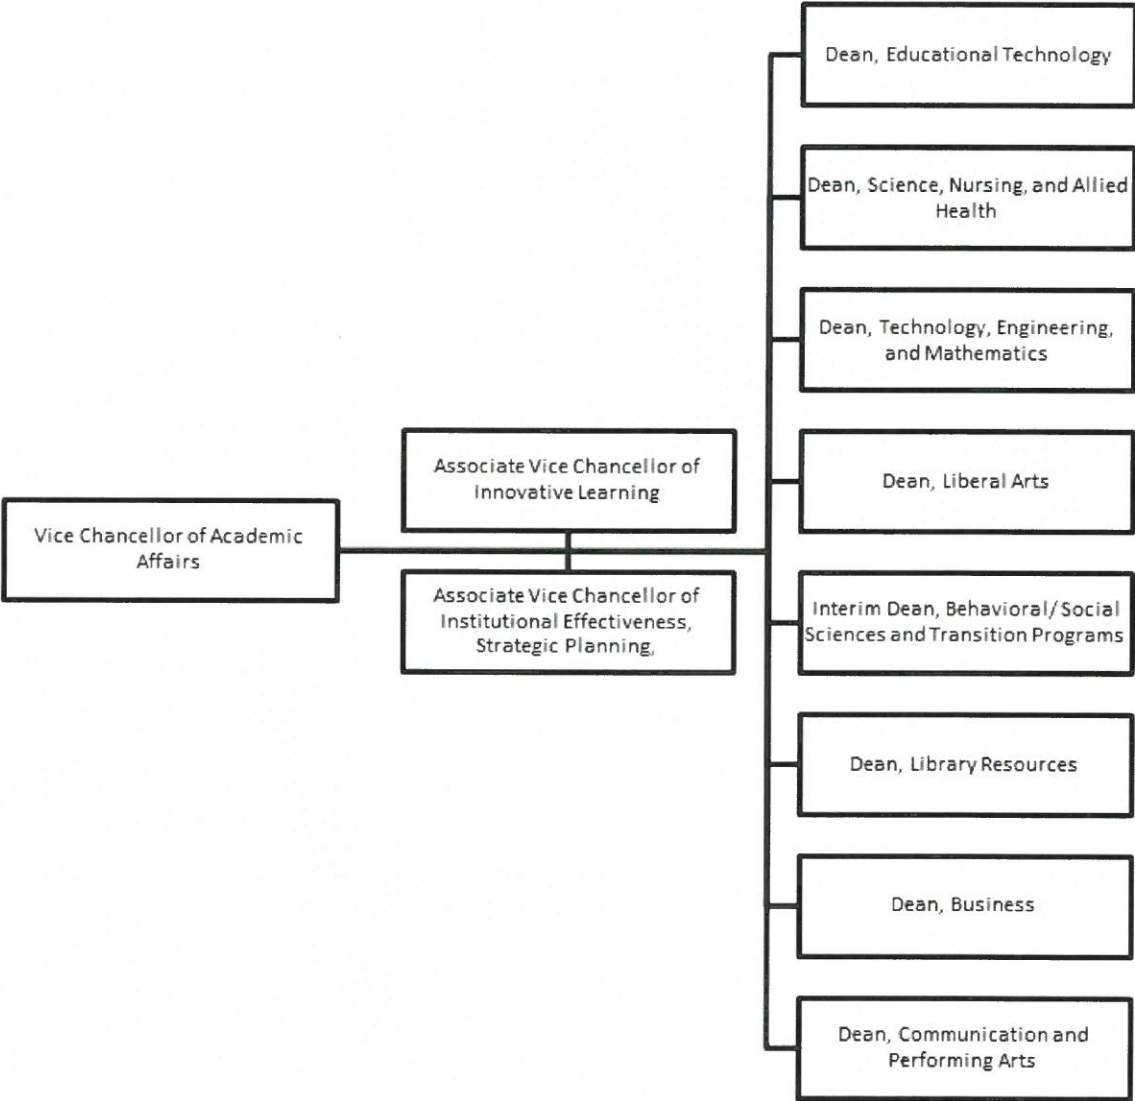 Dean, Educational Technology
Dean, Science, Nursing, and Allied
Health
Dean, Technology, Engineering,
and Mathematics
Associate Vice Chancellor of
Innovative Learning
Dean, Liberal Arts
Vice Chancellor of Academic
Affairs
Associate Vice Chancellor of
Institutional Effectiveness,
Strategic Planning,
Interim Dean, Behavioral/ Social
Sciences and Transition Programs
Dean, Library Resources
Dean, Business
Dean, Communication and
Performing Arts